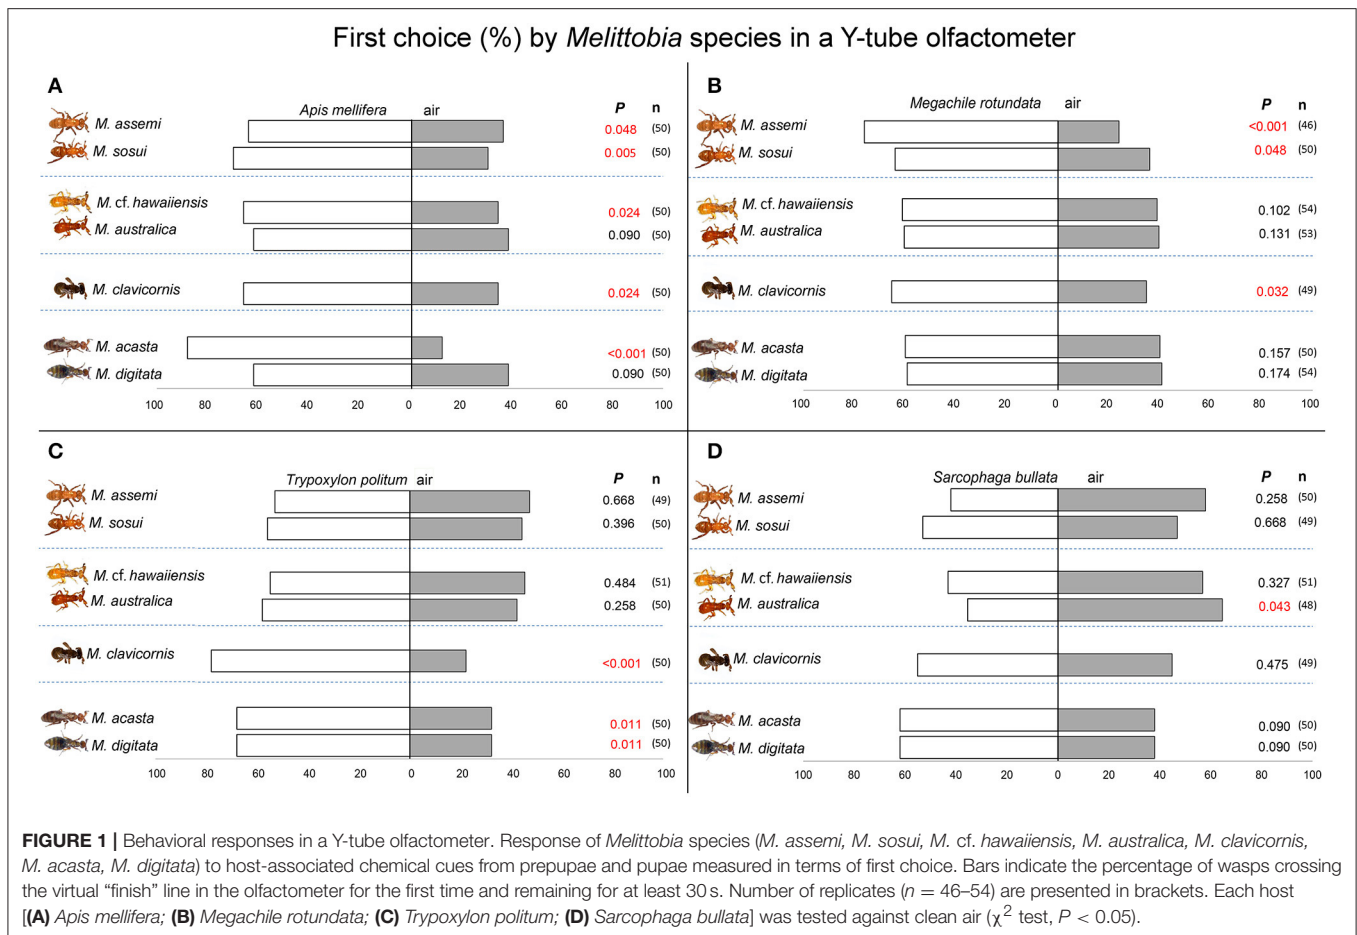 First choice (%) by Melittobia species in a Y-tube olfactometer
A
Apis mellifera air P n
M. assemi 0.048 (50)
M. sosui 0.005 (50)
M. cf. hawaiiensis 0.024 (50)
M. australica 0.090 (50)
M. clavicornis 0.024 (50)
M. acasta <0.001 (50)
M. digitata 0.090 (50)
100 80 60 40 20 0 20 40 60 80 100
B
Megachile rotundata air P n
M. assemi <0.001 (46)
M. sosui 0.048 (50)
M. cf. hawaiiensis 0.102 (54)
M. australica 0.131 (53)
M. clavicornis 0.032 (49)
M. acasta 0.157 (50)
M. digitata 0.174 (54)
100 80 60 40 20 0 20 40 60 80 100
C
Trypoxylon politum air P n
M. assemi 0.668 (49)
M. sosui 0.396 (50)
M. cf. hawaiiensis 0.484 (51)
M. australica 0.258 (50)
M. clavicornis <0.001 (50)
M. acasta 0.011 (50)
M. digitata 0.011 (50)
100 80 60 40 20 0 20 40 60 80 100
D
Sarcophaga bullata air P n
M. assemi 0.258 (50)
M. sosui 0.668 (49)
M. cf. hawaiiensis 0.327 (51)
M. australica 0.043 (48)
M. clavicornis 0.475 (49)
M. acasta 0.090 (50)
M. digitata 0.090 (50)
100 80 60 40 20 0 20 40 60 80 100
FIGURE 1 | Behavioral responses in a Y-tube olfactometer. Response of Melittobia species (M. assemi, M. sosui, M. cf. hawaiiensis, M. australica, M. clavicornis,
M. acasta, M. digitata) to host-associated chemical cues from prepupae and pupae measured in terms of first choice. Bars indicate the percentage of wasps crossing
the virtual “finish” line in the olfactometer for the first time and remaining for at least 30 s. Number of replicates (n = 46–54) are presented in brackets. Each host
[(A) Apis mellifera; (B) Megachile rotundata; (C) Trypoxylon politum; (D) Sarcophaga bullata] was tested against clean air (χ² test, P < 0.05).